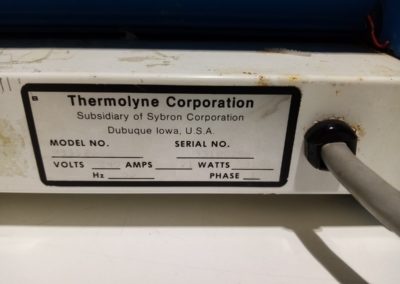 B
Thermolyne Corporation
Subsidiary of Sybron Corporation
Dubuque Iowa, U.S.A.
MODEL NO. SERIAL NO.
VOLTS AMPS WATTS
Hz PHASE